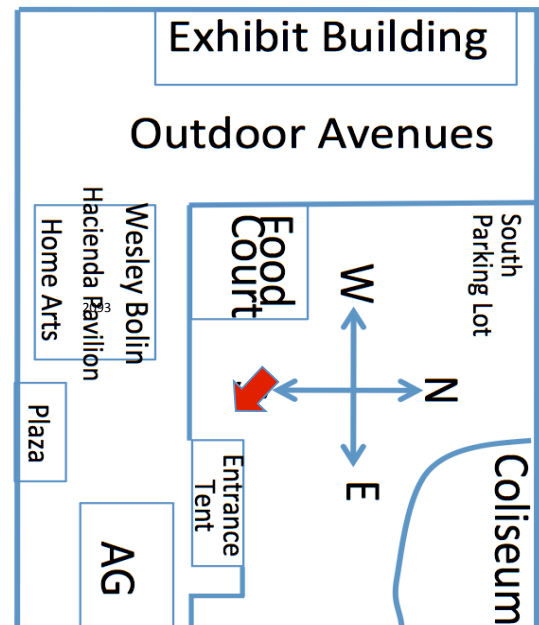 Exhibit Building
Outdoor Avenues
South
Parking Lot
Food
Court
W
Wesley Bolin
Hacienda Pavilion
Home Arts
2093
N
E
Plaza
Entrance
Tent
Coliseum
AG